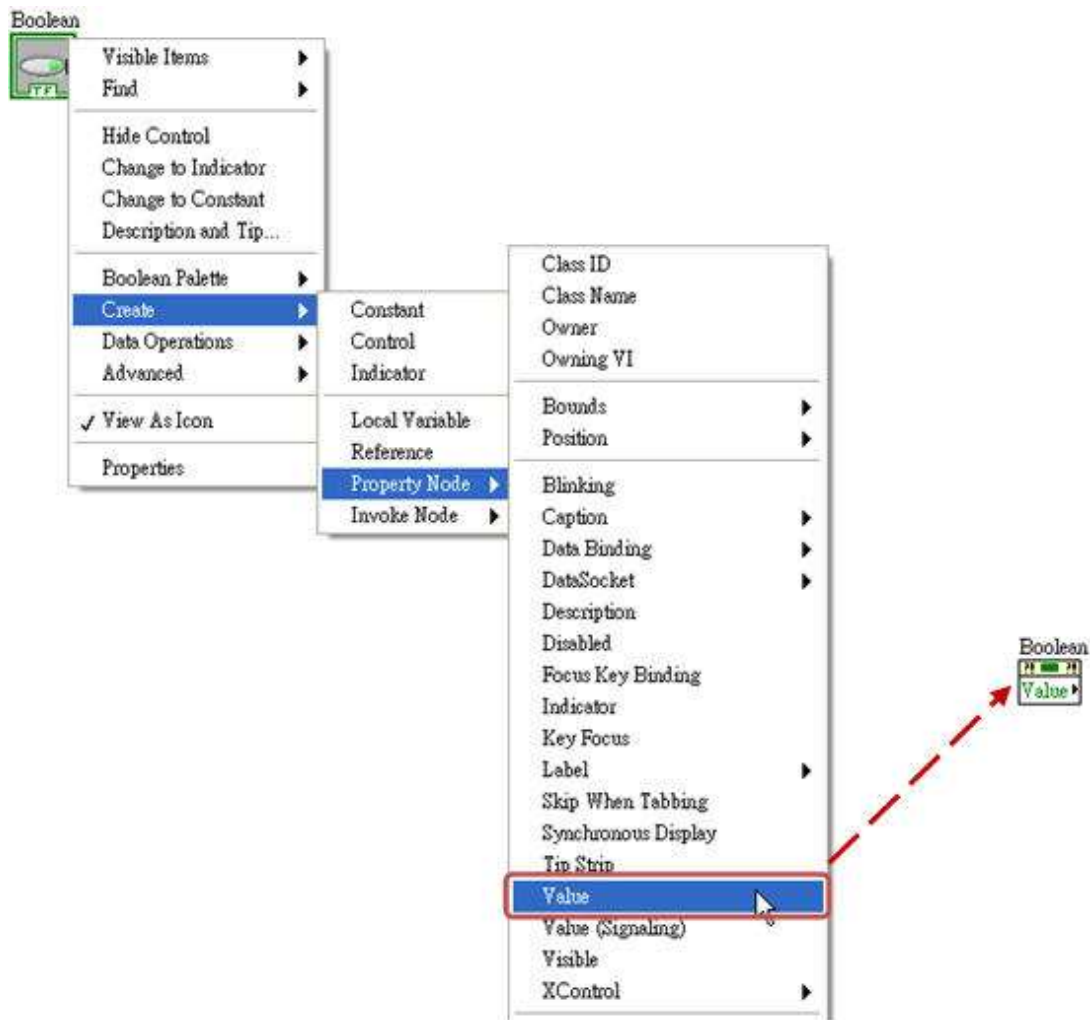 Boolean
TF
Visible Items
Find
Hide Control
Change to Indicator
Change to Constant
Description and Tip...
Boolean Palette
Create
Data Operations
Advanced
View As Icon
Properties
Constant
Control
Indicator
Local Variable
Reference
Property Node
Invoke Node
Class ID
Class Name
Owner
Owning VI
Bounds
Position
Blinking
Caption
Data Binding
DataSocket
Description
Disabled
Focus Key Binding
Indicator
Key Focus
Label
Skip When Tabbing
Synchronous Display
Tip Strip
Value
Value (Signaling)
Visible
XControl
Boolean
Value